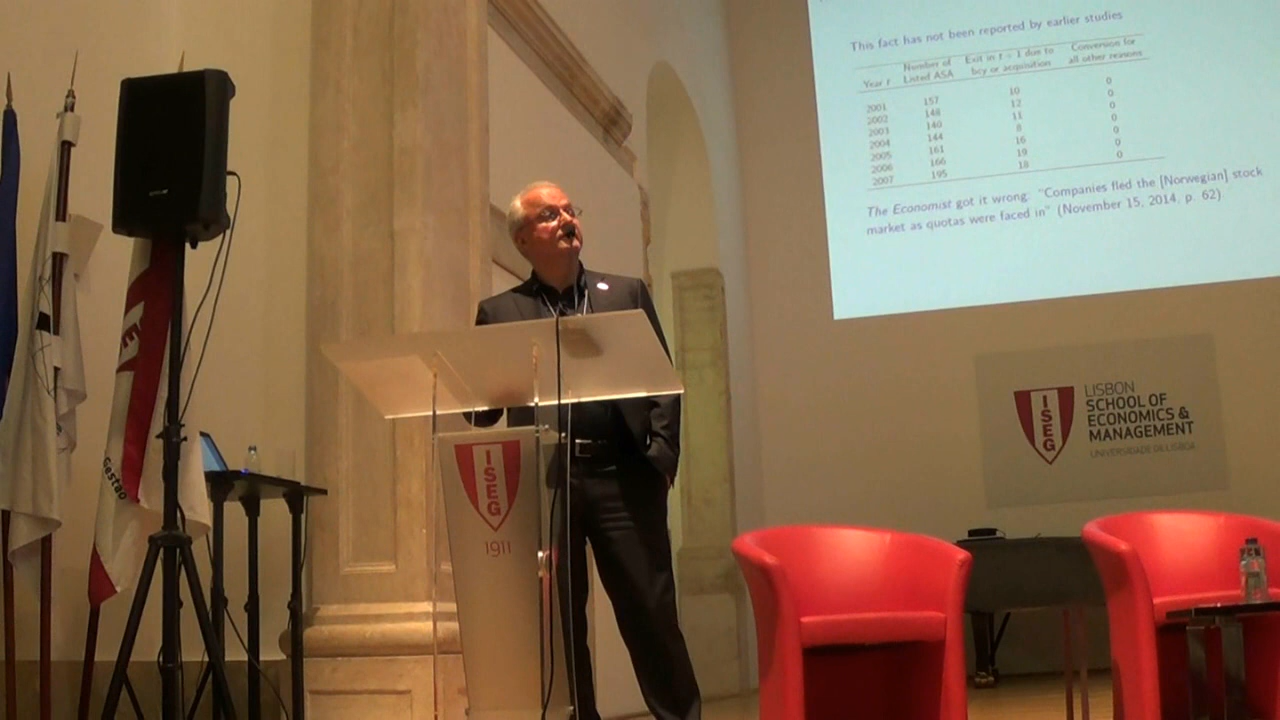 This fact has not been reported by earlier studies
Year t Number of Listed ASA Exit in t + 1 due to bcy or acquisition Conversion for all other reasons
2001 157 10 0
2002 148 12 0
2003 140 11 0
2004 144 8 0
2005 161 16 0
2006 166 19 0
2007 195 18 0
The Economist got it wrong: "Companies fled the [Norwegian] stock
market as quotas were faced in" (November 15, 2014, p. 62)
LISBON
SCHOOL OF
ECONOMICS &
MANAGEMENT
UNIVERSIDADE DE LISBOA
ISEG
ISEG
1911
Gestão